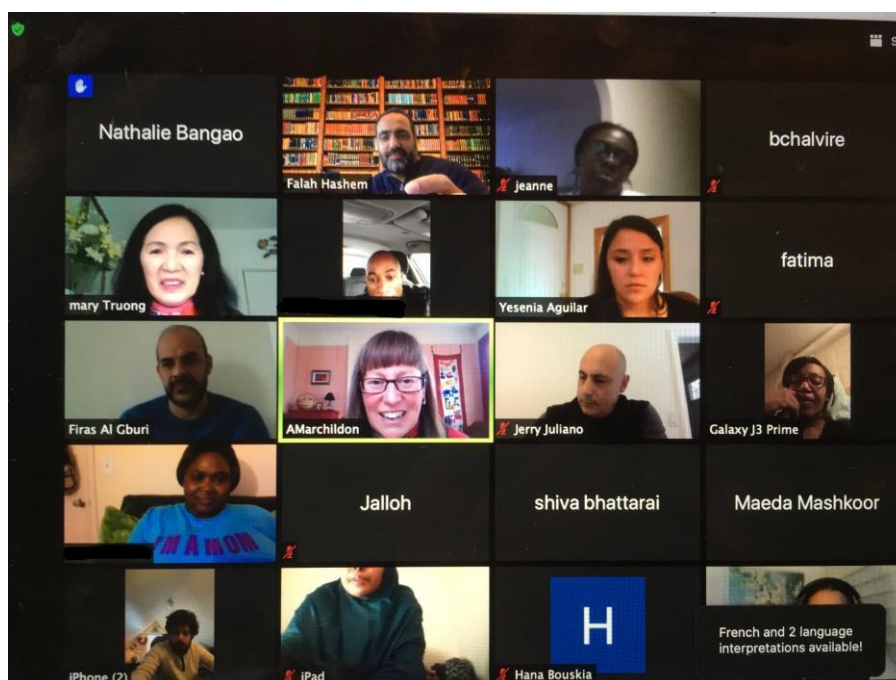 S
Nathalie Bangao
Falah Hashem
jeanne
bchalvire
mary Truong
Yesenia Aguilar
fatima
Firas Al Gburi
AMarchildon
Jerry Juliano
Galaxy J3 Prime
I'M A MOM
Jalloh
shiva bhattarai
Maeda Mashkoor
iPhone (2)
iPad
H
Hana Bouskia
French and 2 language
interpretations available!